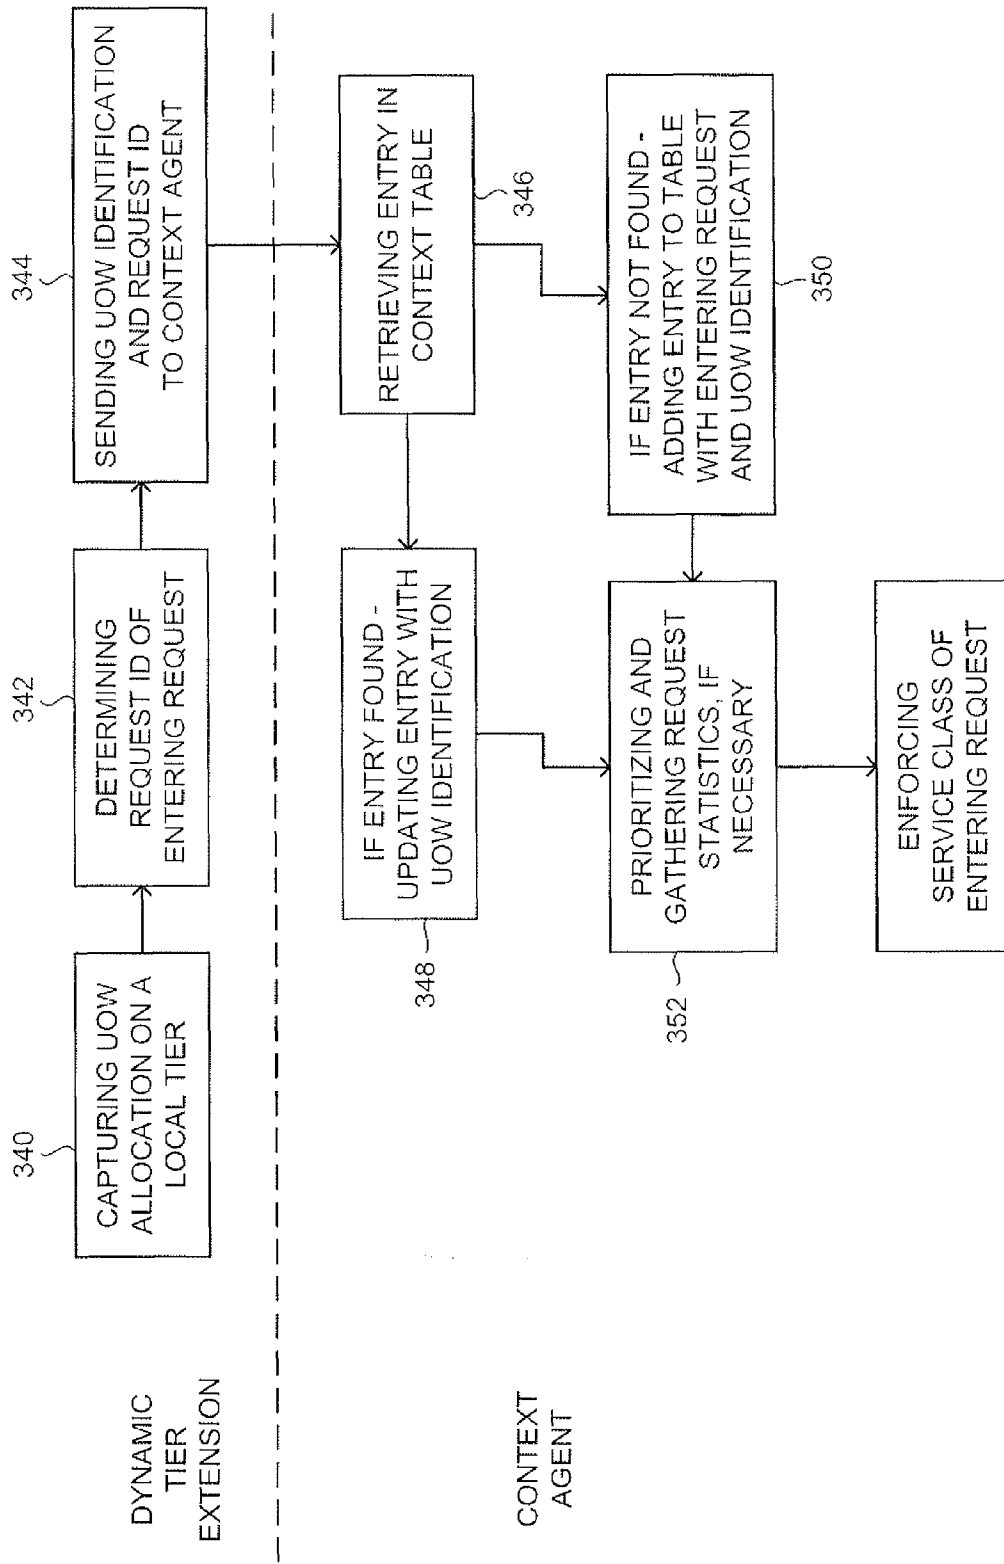 DYNAMIC
TIER
EXTENSION
340
CAPTURING UOW
ALLOCATION ON A
LOCAL TIER
342
DETERMINING
REQUEST ID OF
ENTERING REQUEST
344
SENDING UOW IDENTIFICATION
AND REQUEST ID
TO CONTEXT AGENT
CONTEXT
AGENT
RETRIEVING ENTRY IN
CONTEXT TABLE
346
IF ENTRY FOUND -
UPDATING ENTRY WITH
UOW IDENTIFICATION
348
IF ENTRY NOT FOUND -
ADDING ENTRY TO TABLE
WITH ENTERING REQUEST
AND UOW IDENTIFICATION
350
PRIORITIZING AND
GATHERING REQUEST
STATISTICS, IF
NECESSARY
352
ENFORCING
SERVICE CLASS OF
ENTERING REQUEST